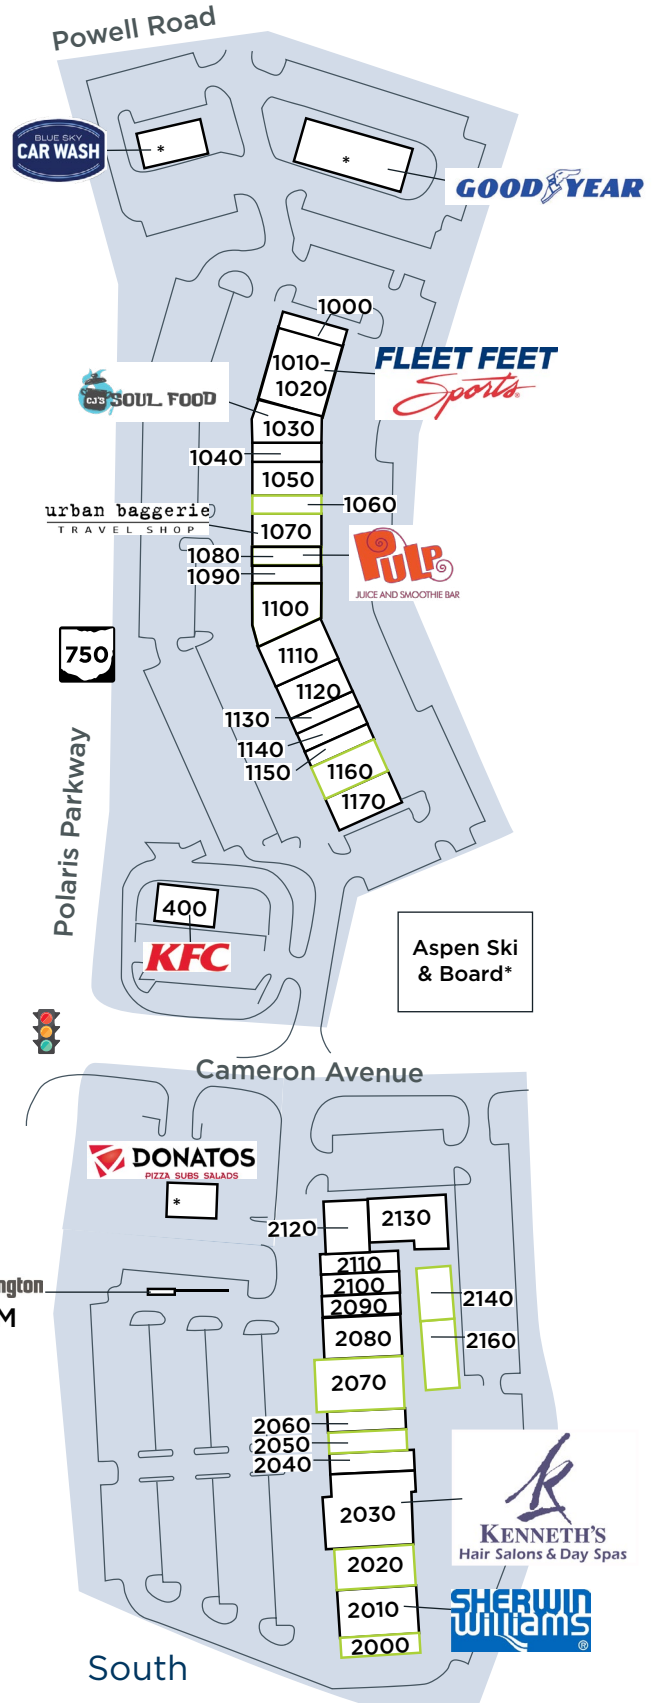 Powell Road
BLUE SKY
CAR WASH
*
*
GOODYEAR
1000
1010–
1020
FLEET FEET
Sports
CJ'S SOUL FOOD
1030
1040
1050
1060
urban baggerie
TRAVEL SHOP
1070
1080
1090
PULP
JUICE AND SMOOTHIE BAR
1100
750
1110
1120
1130
1140
1150
1160
1170
Polaris Parkway
400
KFC
Aspen Ski
& Board*
Cameron Avenue
DONATOS
PIZZA SUBS SALADS
*
2120
2130
2110
2100
2090
2140
2080
2160
ngton
M
2070
2060
2050
2040
2030
KENNETH'S
Hair Salons & Day Spas
2020
2010
SHERWIN
WILLIAMS®
2000
South